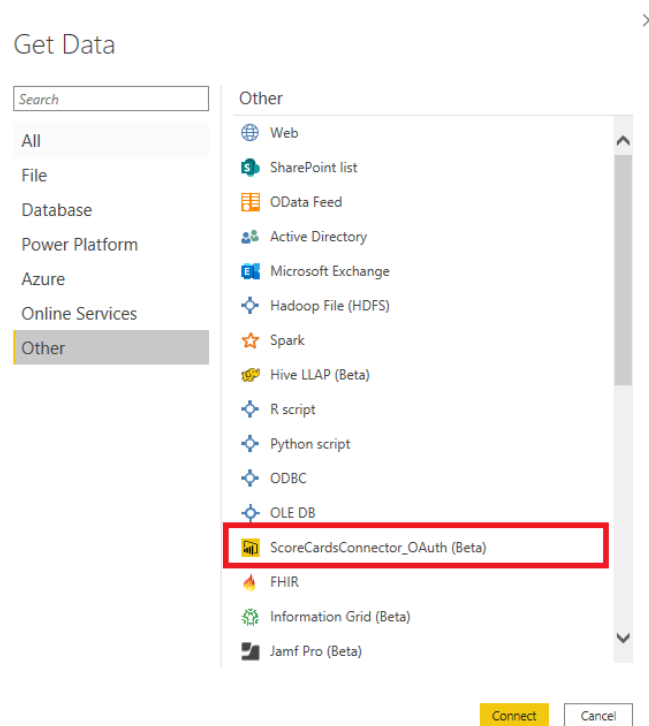 Get Data
Search
All
File
Database
Power Platform
Azure
Online Services
Other
Other
Web
SharePoint list
OData Feed
Active Directory
Microsoft Exchange
Hadoop File (HDFS)
Spark
Hive LLAP (Beta)
R script
Python script
ODBC
OLE DB
ScoreCardsConnector_OAuth (Beta)
FHIR
Information Grid (Beta)
Jamf Pro (Beta)
Connect
Cancel